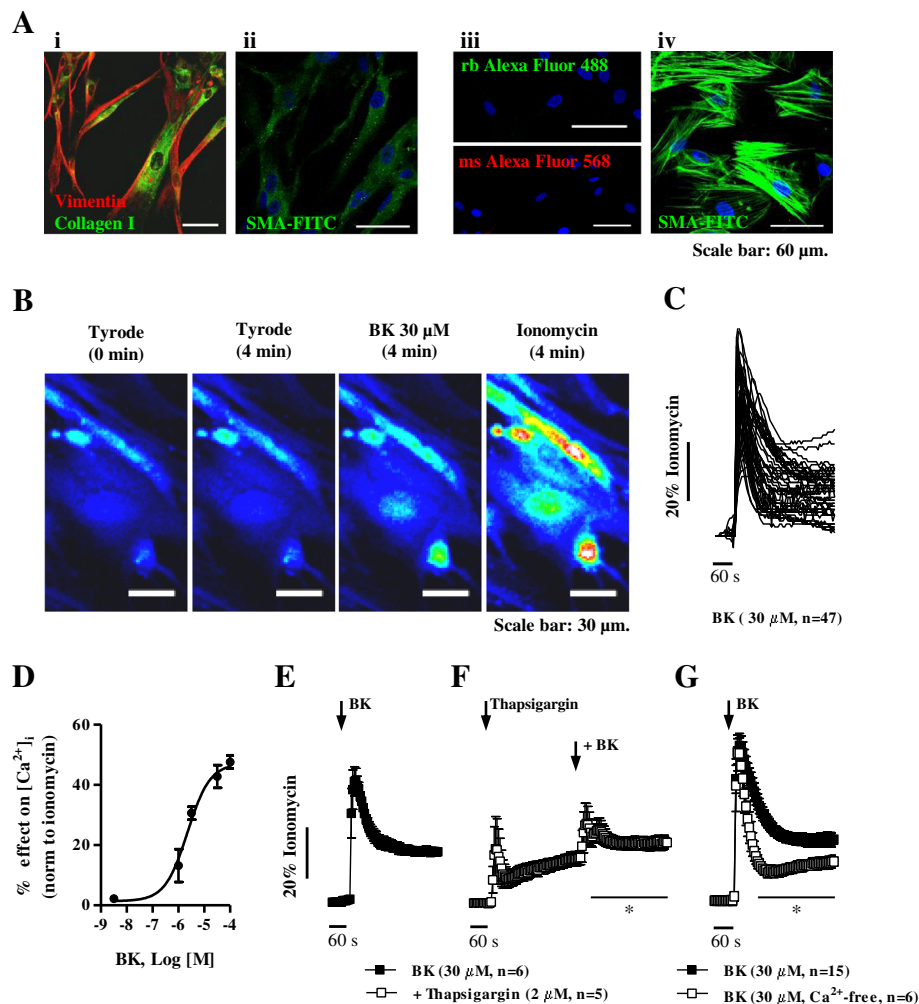 A
i
ii
iii
iv
Vimentin
Collagen I
SMA-FITC
rb Alexa Fluor 488
ms Alexa Fluor 568
SMA-FITC
Scale bar: 60 µm.
B
Tyrode
(0 min)
Tyrode
(4 min)
BK 30 µM
(4 min)
Ionomycin
(4 min)
Scale bar: 30 µm.
C
20% Ionomycin
60 s
BK ( 30 µM, n=47)
D
% effect on [Ca²⁺]i
(norm to ionomycin)
60
40
20
0
-9 -8 -7 -6 -5 -4
BK, Log [M]
E
BK
20% Ionomycin
60 s
F
Thapsigargin
+ BK
*
60 s
BK (30 µM, n=6)
+ Thapsigargin (2 µM, n=5)
G
BK
*
60 s
BK (30 µM, n=15)
BK (30 µM, Ca²⁺-free, n=6)